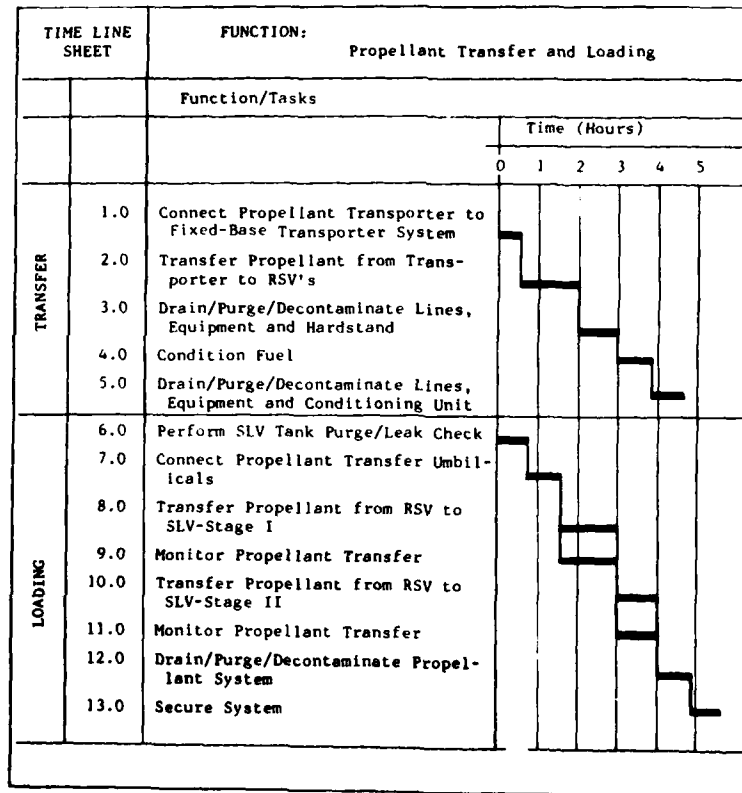 TIME LINE
SHEET
FUNCTION:
Propellant Transfer and Loading
Function/Tasks
Time (Hours)
0 1 2 3 4 5
TRANSFER
1.0 Connect Propellant Transporter to
Fixed-Base Transporter System
2.0 Transfer Propellant from Trans-
porter to RSV's
3.0 Drain/Purge/Decontaminate Lines,
Equipment and Hardstand
4.0 Condition Fuel
5.0 Drain/Purge/Decontaminate Lines,
Equipment and Conditioning Unit
LOADING
6.0 Perform SLV Tank Purge/Leak Check
7.0 Connect Propellant Transfer Umbil-
icals
8.0 Transfer Propellant from RSV to
SLV-Stage I
9.0 Monitor Propellant Transfer
10.0 Transfer Propellant from RSV to
SLV-Stage II
11.0 Monitor Propellant Transfer
12.0 Drain/Purge/Decontaminate Propel-
lant System
13.0 Secure System